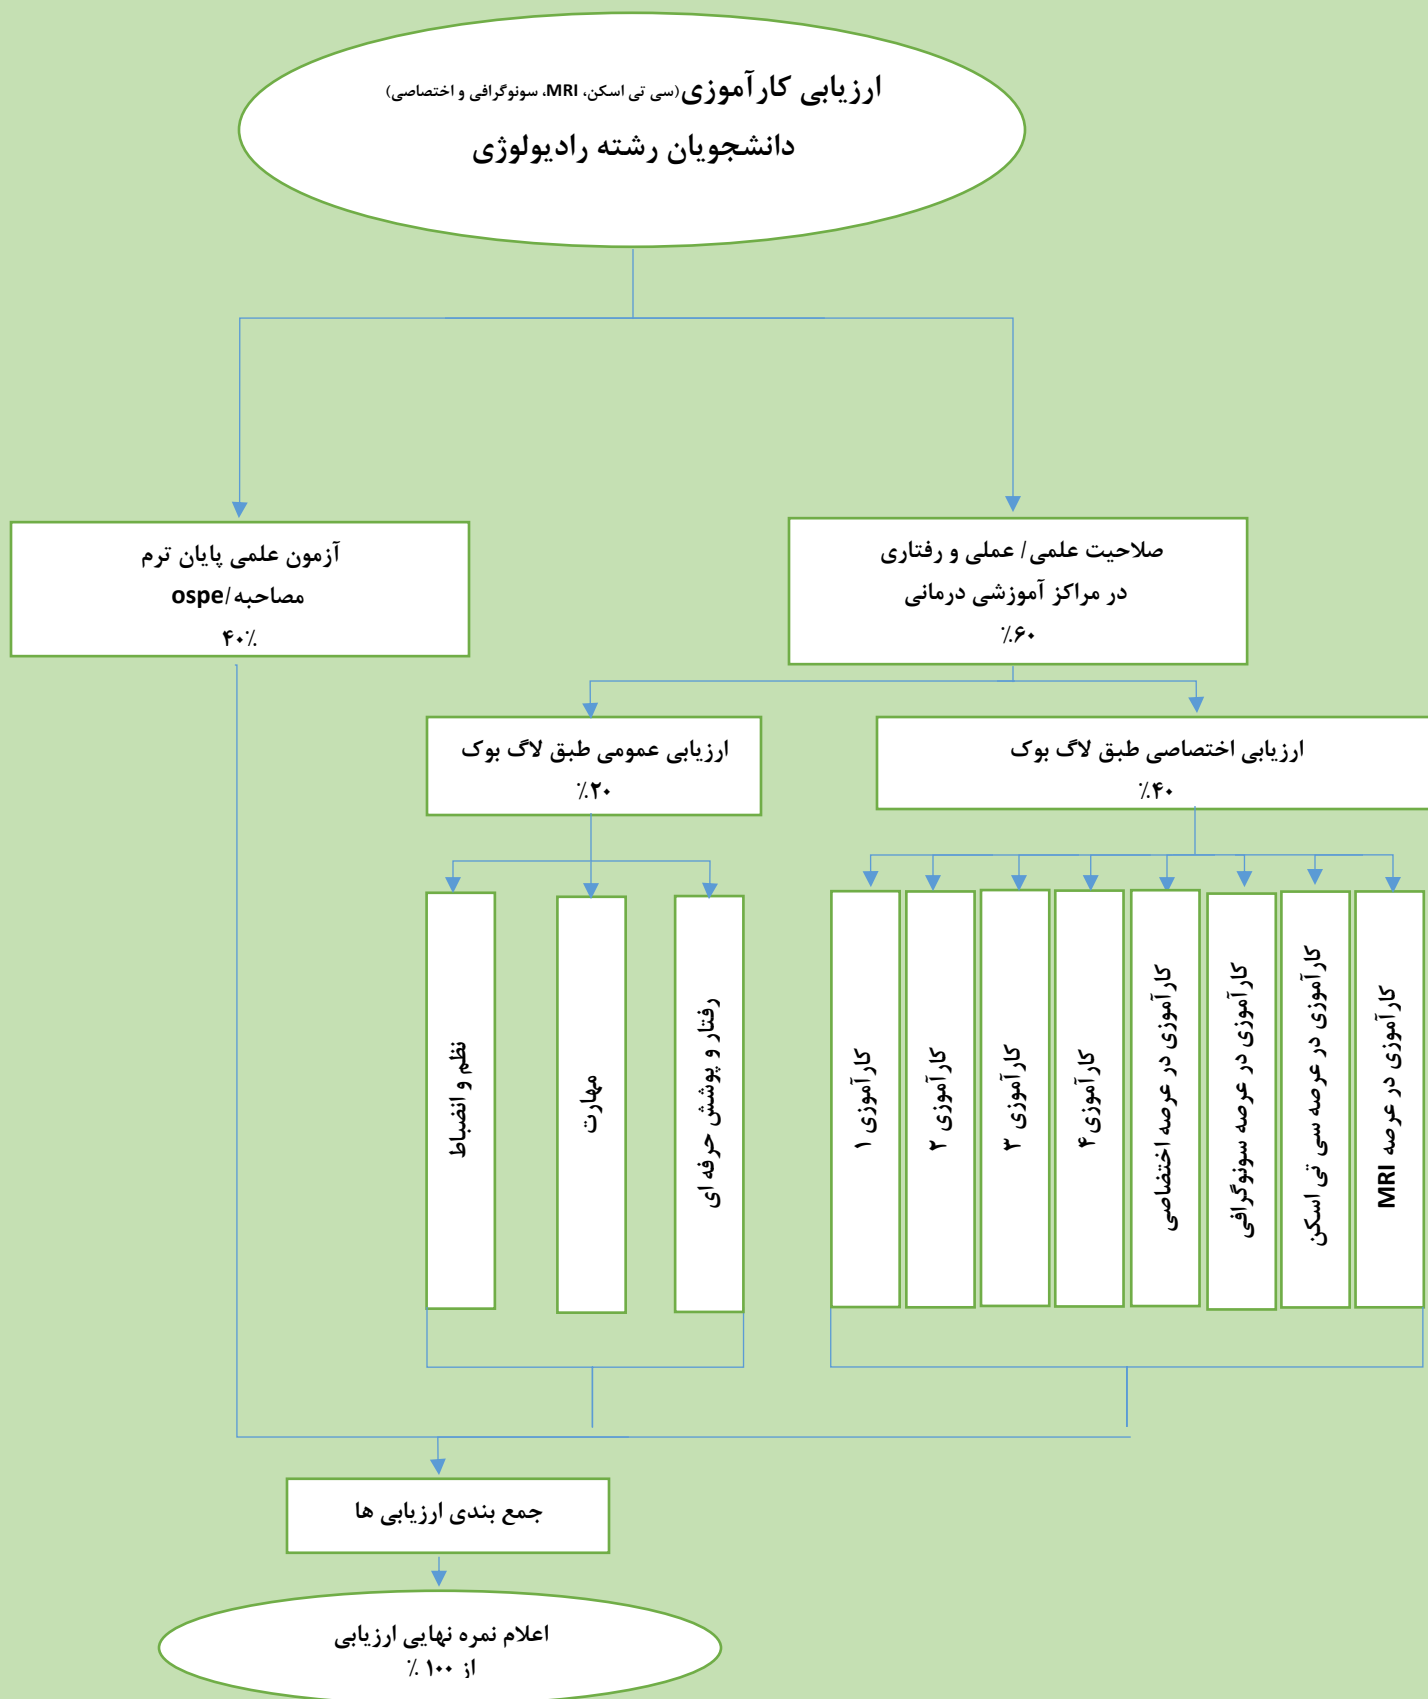 ارزیابی کارآموزی(سی تی اسکن، MRI، سونوگرافی و اختصاصی)
دانشجویان رشته رادیولوژی
صلاحیت علمی/ عملی و رفتاری
در مراکز آموزشی درمانی
۶۰٪
آزمون علمی پایان ترم
مصاحبه/ospe
۴۰٪
ارزیابی اختصاصی طبق لاگ بوک
۴۰٪
ارزیابی عمومی طبق لاگ بوک
۲۰٪
کارآموزی در عرصه MRI
کارآموزی در عرصه سی تی اسکن
کارآموزی در عرصه سونوگرافی
کارآموزی در عرصه اختضاصی
کارآموزی ۴
کارآموزی ۳
کارآموزی ۲
کارآموزی ۱
رفتار و پوشش حرفه ای
مهارت
نظم و انضباط
جمع بندی ارزیابی ها
اعلام نمره نهایی ارزیابی
از ۱۰۰ ٪